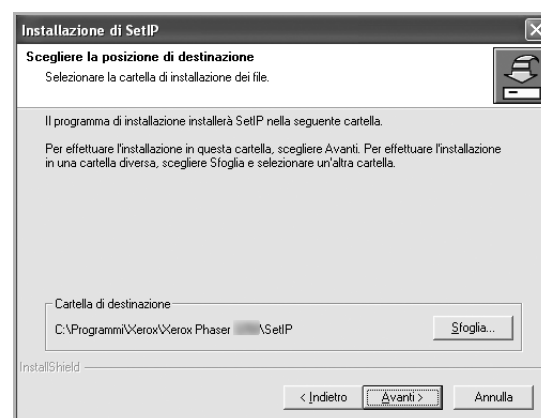 Installazione di SetIP
Scegliere la posizione di destinazione
Selezionare la cartella di installazione dei file.
Il programma di installazione installerà SetIP nella seguente cartella.
Per effettuare l'installazione in questa cartella, scegliere Avanti. Per effettuare l'installazione
in una cartella diversa, scegliere Sfoglia e selezionare un'altra cartella.
Cartella di destinazione
C:\Programmi\Xerox\Xerox Phaser \SetIP
Sfoglia...
InstallShield
< Indietro
Avanti >
Annulla